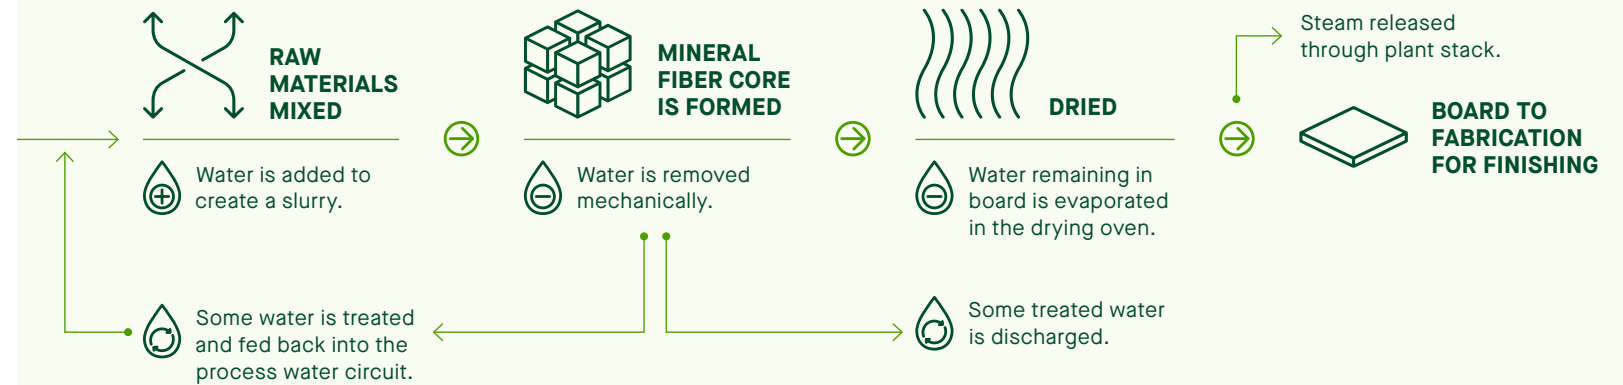 RAW
MATERIALS
MIXED
Water is added to
create a slurry.
MINERAL
FIBER CORE
IS FORMED
Water is removed
mechanically.
DRIED
Water remaining in
board is evaporated
in the drying oven.
Steam released
through plant stack.
BOARD TO
FABRICATION
FOR FINISHING
Some water is treated
and fed back into the
process water circuit.
Some treated water
is discharged.